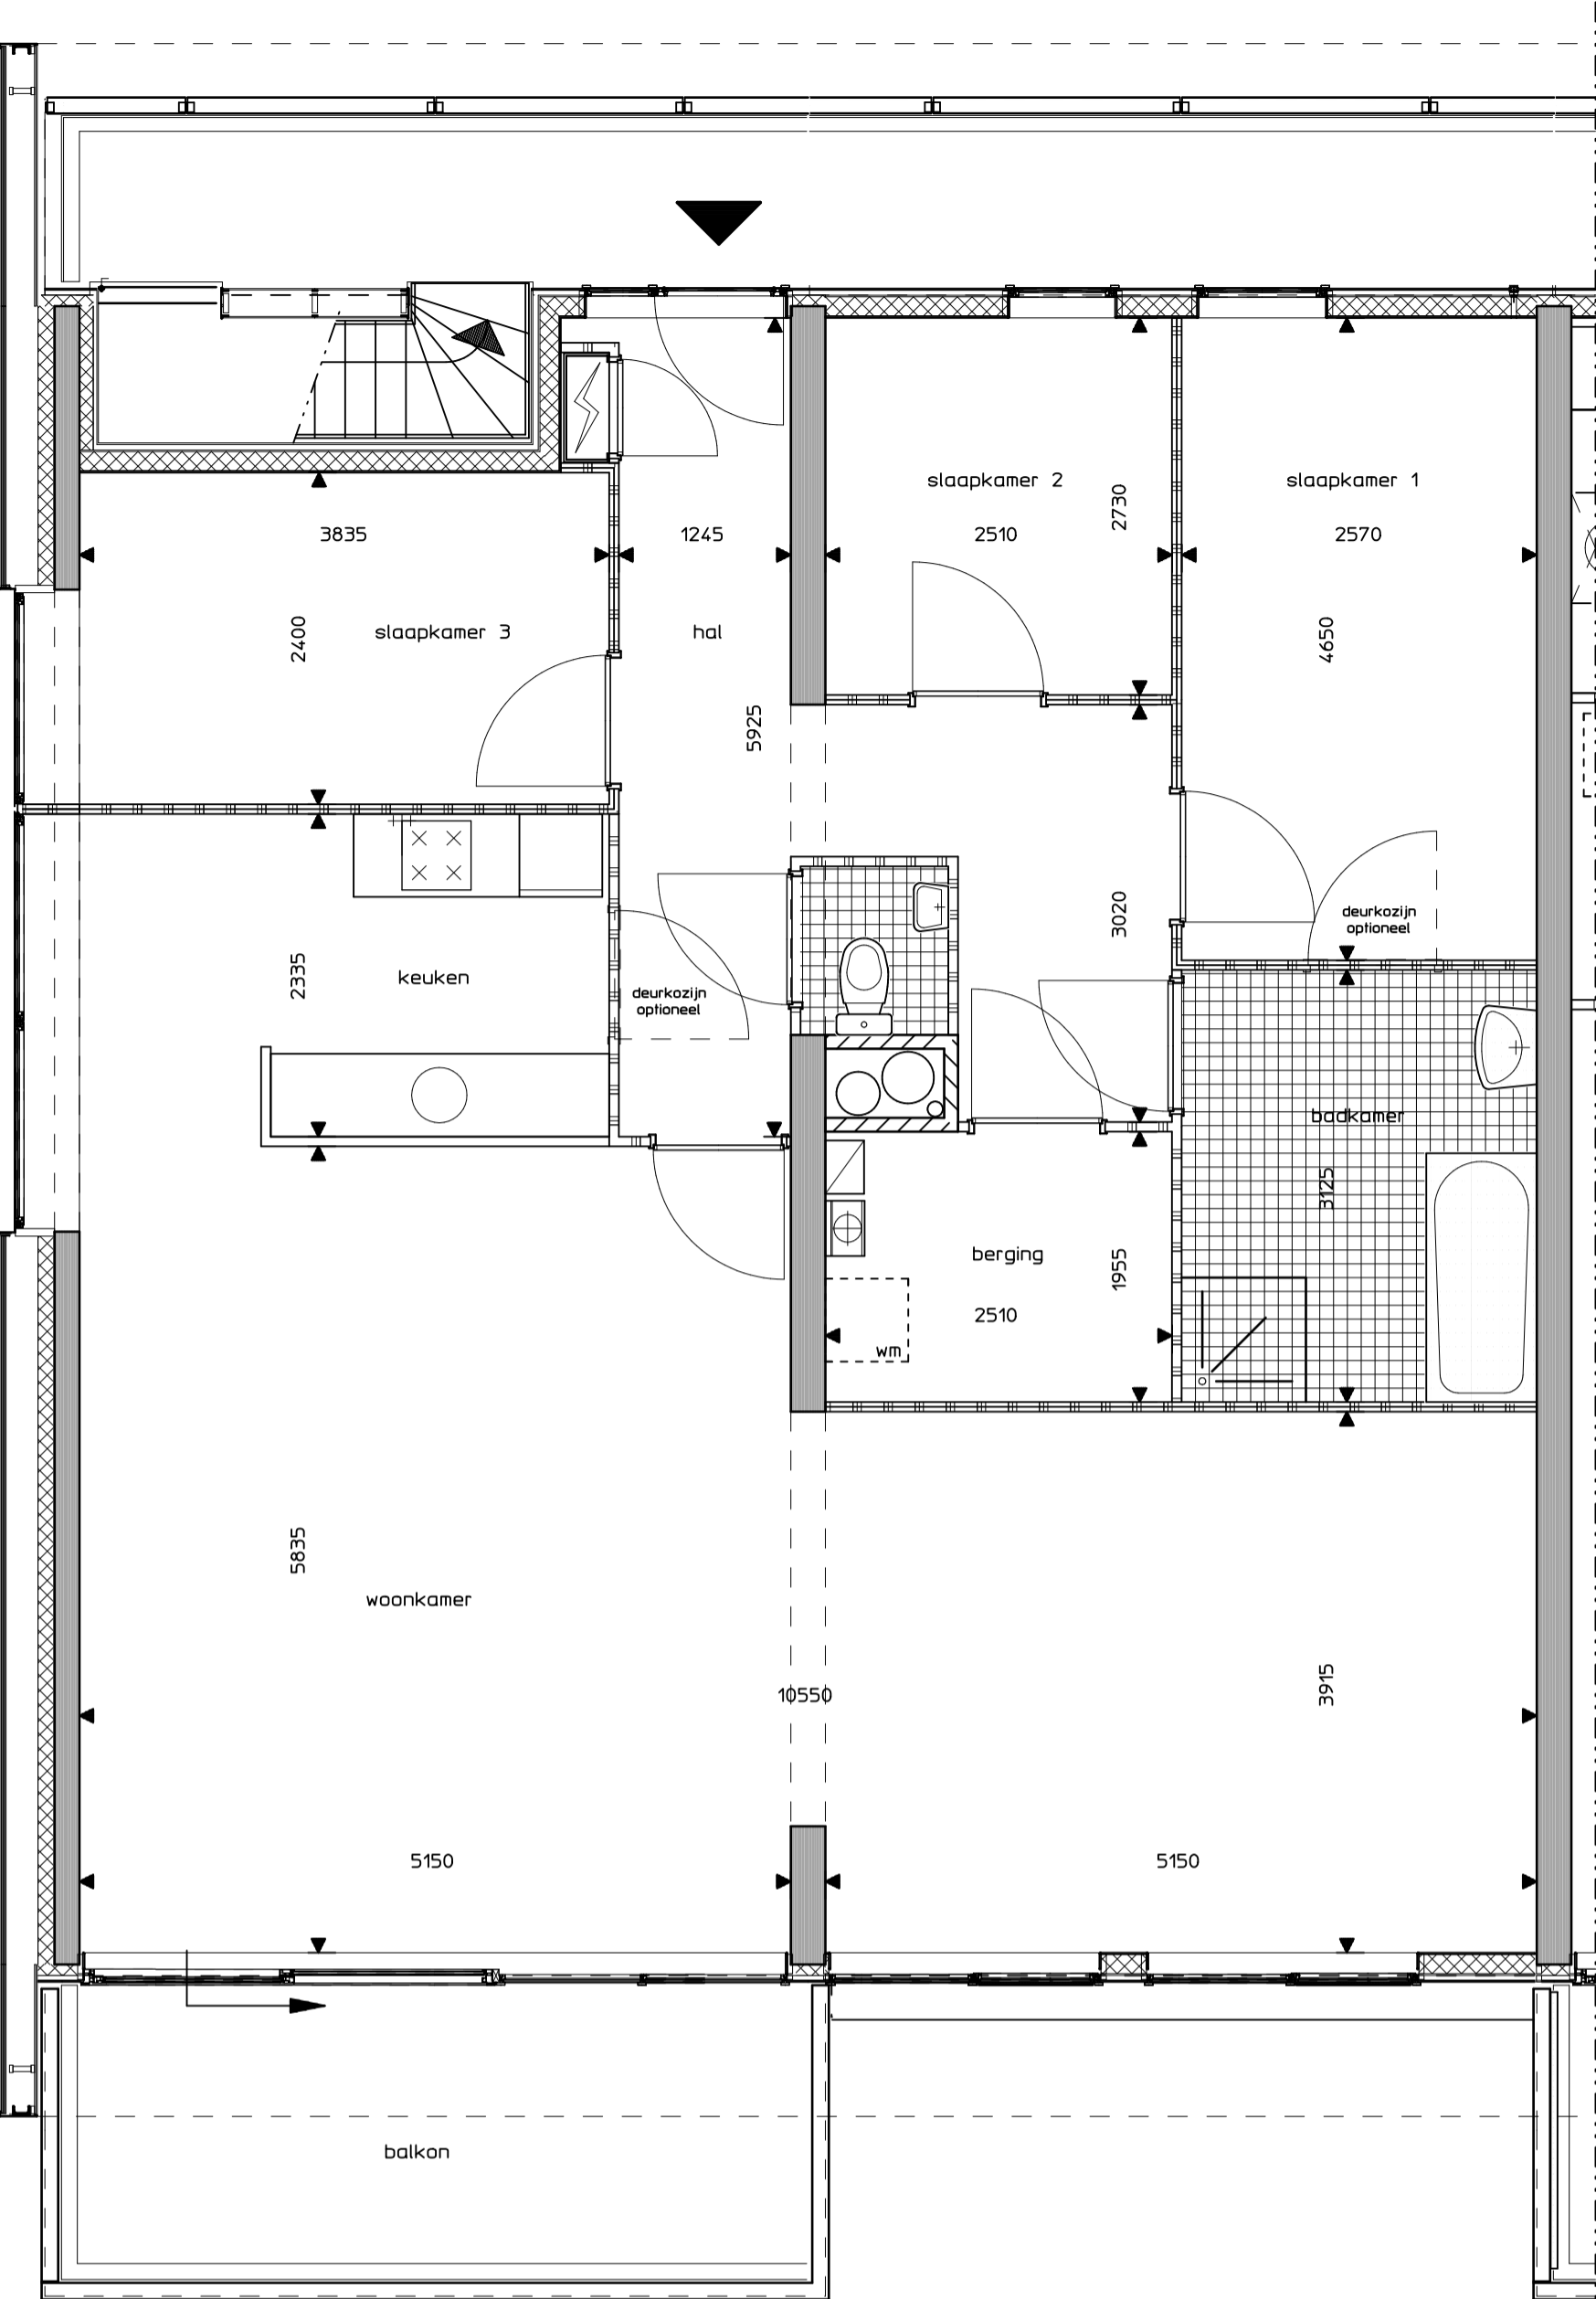 slaapkamer 2
slaapkamer 1
2730
3835
1245
2510
2570
2400
slaapkamer 3
hal
4650
5925
3020
deurkozijn
optioneel
2335
keuken
deurkozijn
optioneel
badkamer
3125
berging
1955
2510
wm
5835
woonkamer
3915
10550
5150
5150
balkon